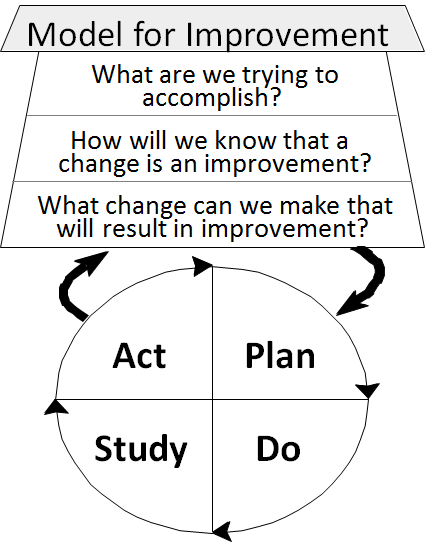 Model for Improvement
What are we trying to
accomplish?
How will we know that a
change is an improvement?
What change can we make that
will result in improvement?
Act
Plan
Study
Do